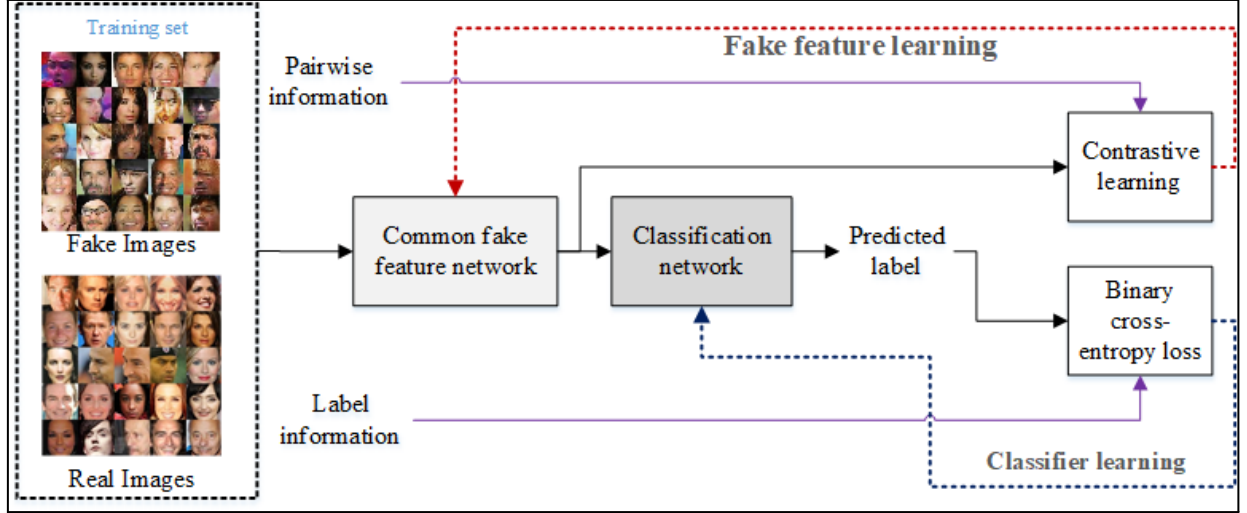 Training set
Fake Images
Real Images
Pairwise
information
Fake feature learning
Contrastive
learning
Common fake
feature network
Classification
network
Predicted
label
Binary
cross-
entropy loss
Label
information
Classifier learning